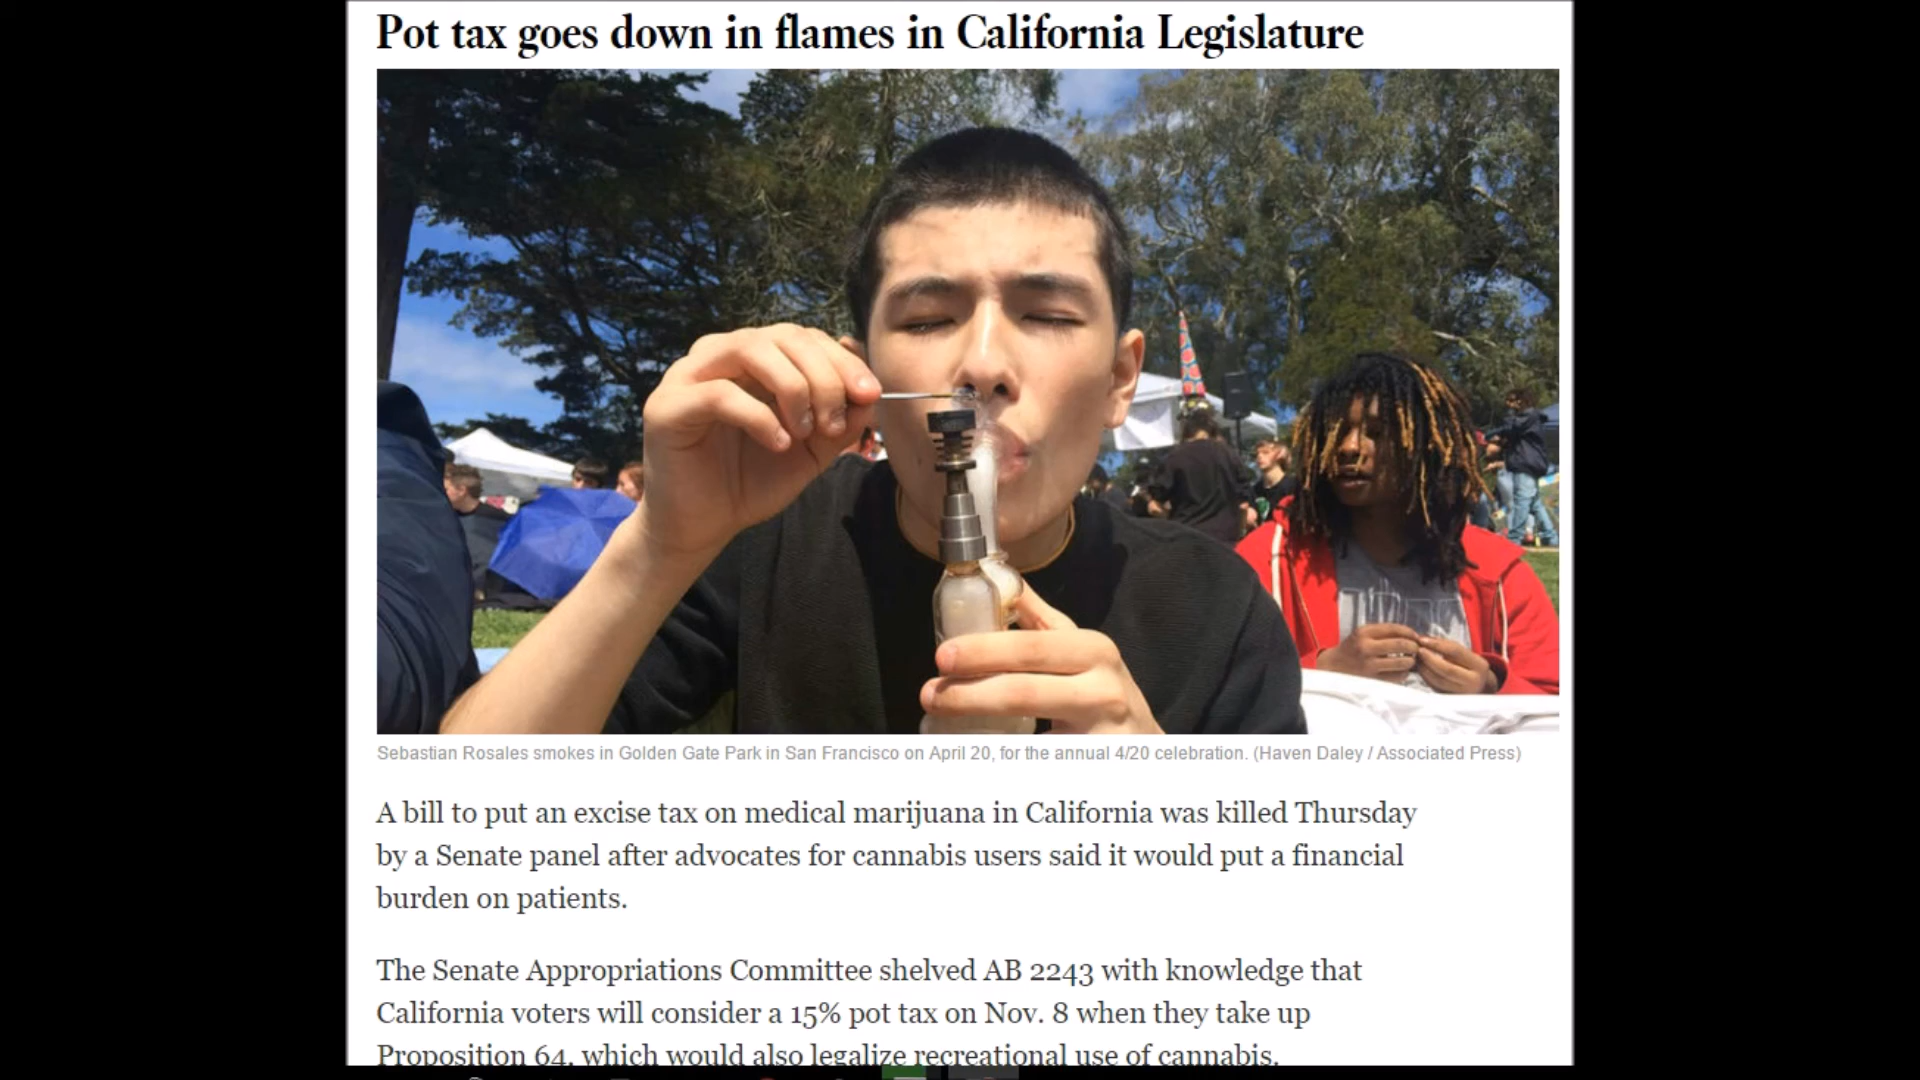 Pot tax goes down in flames in California Legislature
Sebastian Rosales smokes in Golden Gate Park in San Francisco on April 20, for the annual 4/20 celebration. (Haven Daley / Associated Press)
A bill to put an excise tax on medical marijuana in California was killed Thursday
by a Senate panel after advocates for cannabis users said it would put a financial
burden on patients.
The Senate Appropriations Committee shelved AB 2243 with knowledge that
California voters will consider a 15% pot tax on Nov. 8 when they take up
Proposition 64, which would also legalize recreational use of cannabis.